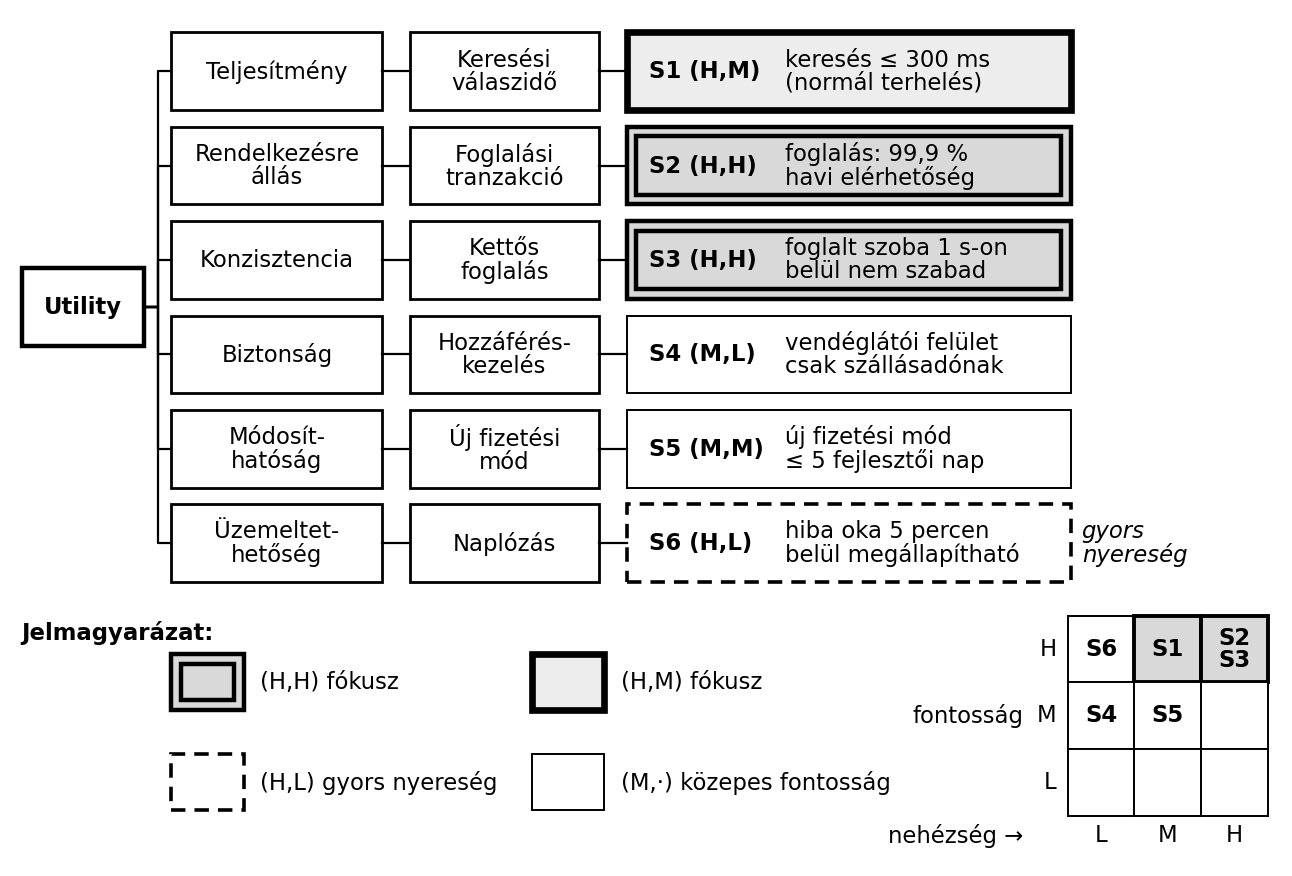 Teljesítmény
Keresési
válaszidő
S1 (H,M)
keresés ≤ 300 ms
(normál terhelés)
Rendelkezésre
állás
Foglalási
tranzakció
S2 (H,H)
foglalás: 99,9 %
havi elérhetőség
Konzisztencia
Kettős
foglalás
S3 (H,H)
foglalt szoba 1 s-on
belül nem szabad
Utility
Biztonság
Hozzáférés-
kezelés
S4 (M,L)
vendéglátói felület
csak szállásadónak
Módosít-
hatóság
Új fizetési
mód
S5 (M,M)
új fizetési mód
≤ 5 fejlesztői nap
Üzemeltet-
hetőség
Naplózás
S6 (H,L)
hiba oka 5 percen
belül megállapítható
gyors
nyereség
Jelmagyarázat:
(H,H) fókusz
(H,M) fókusz
(H,L) gyors nyereség
(M,·) közepes fontosság
H
S6
S1
S2
S3
fontosság
M
S4
S5
L
nehézség →
L
M
H